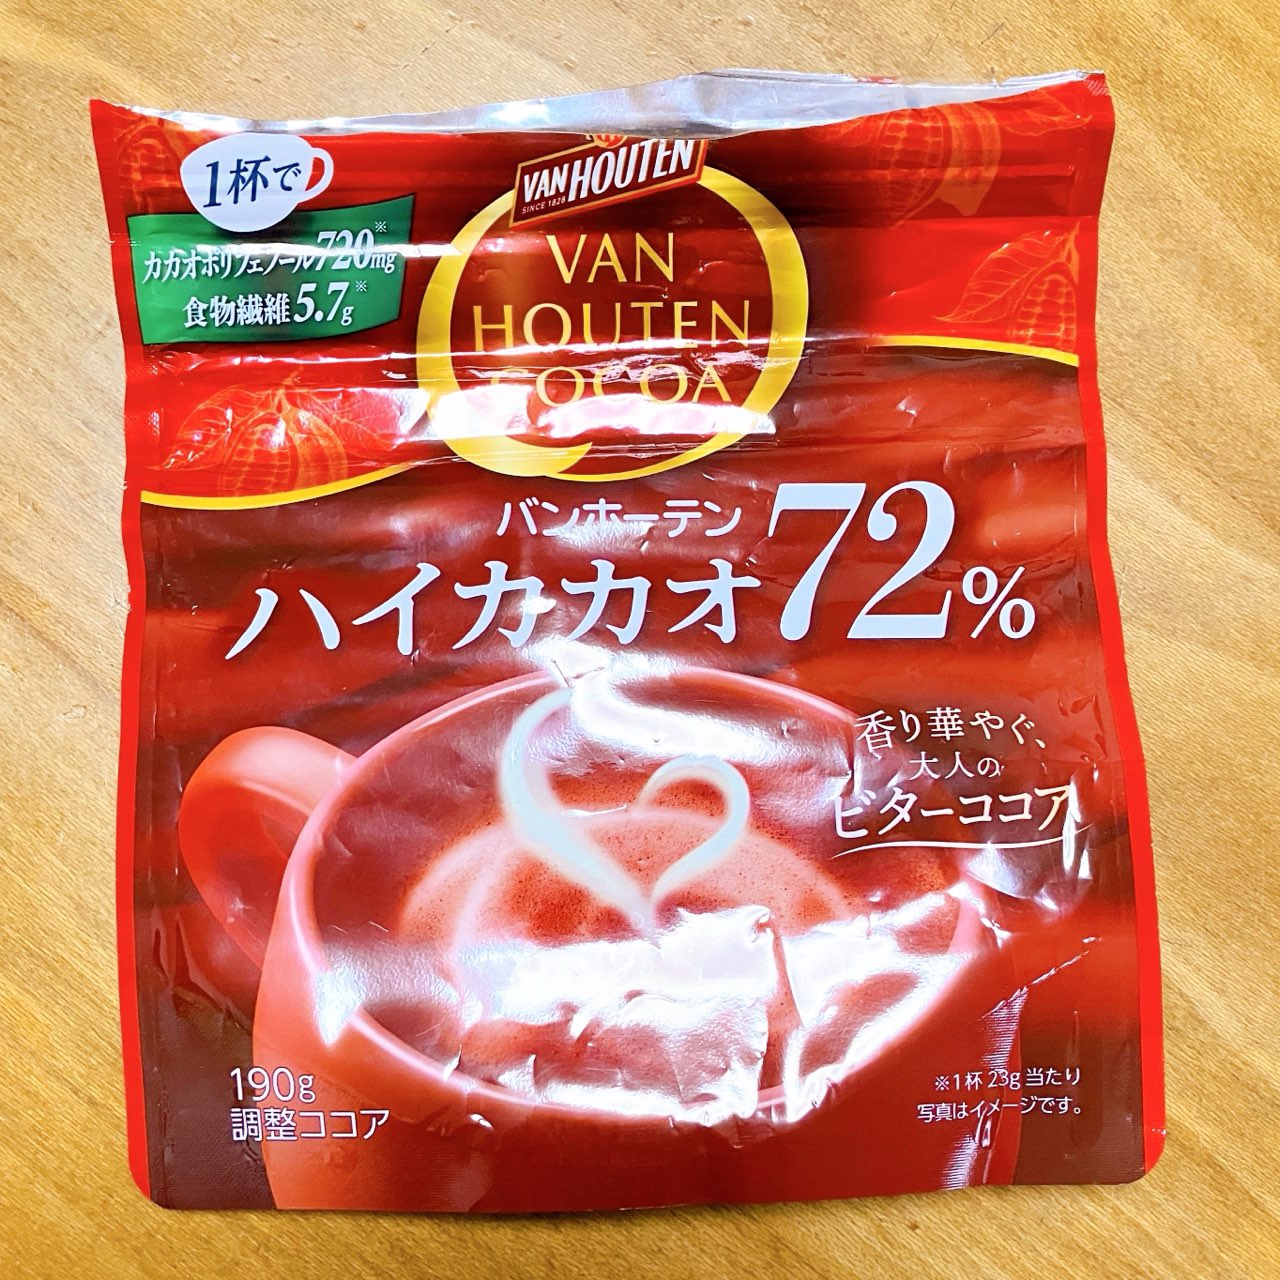 1杯で
カカオポリフェノール720mg※
食物繊維5.7g※
VAN HOUTEN
SINCE 1828
VAN
HOUTEN
COCOA
バンホーテン
ハイカカオ72%
香り華やぐ、
大人の
ビターココア
190g
調整ココア
※1杯 23g 当たり
写真はイメージです。